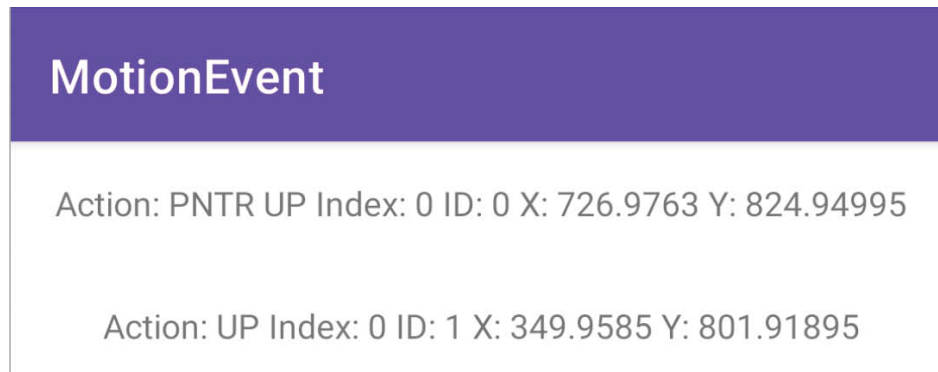 MotionEvent
Action: PNTR UP Index: 0 ID: 0 X: 726.9763 Y: 824.94995
Action: UP Index: 0 ID: 1 X: 349.9585 Y: 801.91895